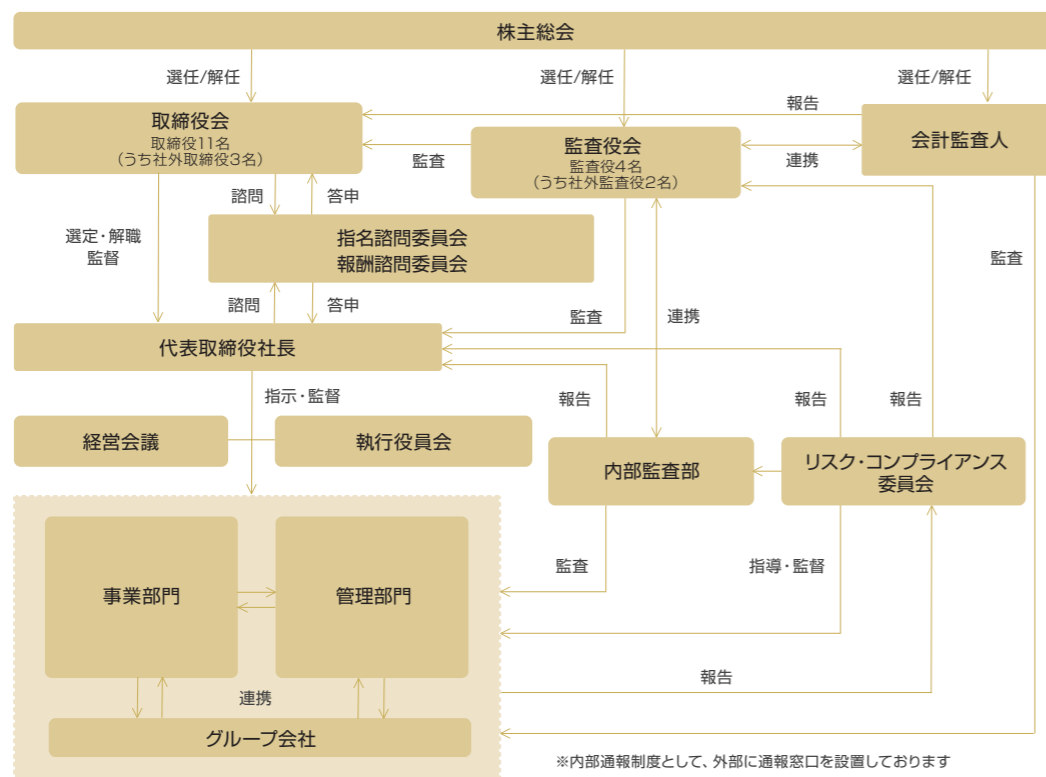 株主総会
選任/解任
選任/解任
選任/解任
報告
取締役会
取締役11名
(うち社外取締役3名)
監査
監査役会
監査役4名
(うち社外監査役2名)
連携
会計監査人
諮問
答申
選定・解職
監督
指名諮問委員会
報酬諮問委員会
監査
諮問
答申
監査
連携
代表取締役社長
指示・監督
報告
報告
報告
経営会議
執行役員会
内部監査部
リスク・コンプライアンス
委員会
監査
指導・監督
事業部門
管理部門
報告
連携
グループ会社
※内部通報制度として、外部に通報窓口を設置しております